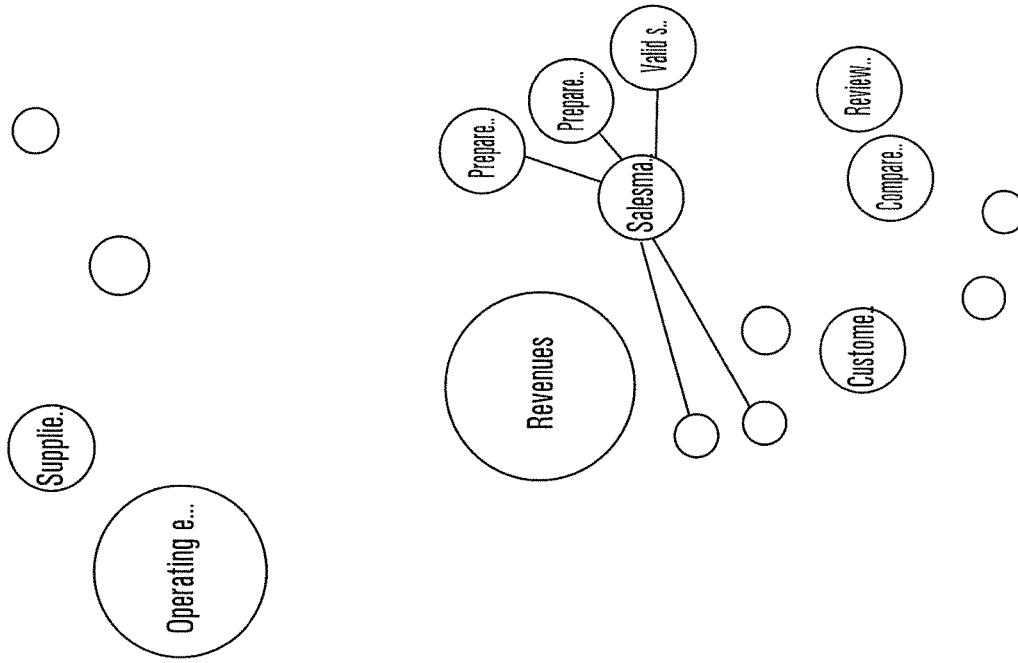 Supplie..
Operating e...
Prepare..
Prepare..
Valid s..
Salesma..
Revenues
Review..
Compare..
Custome..